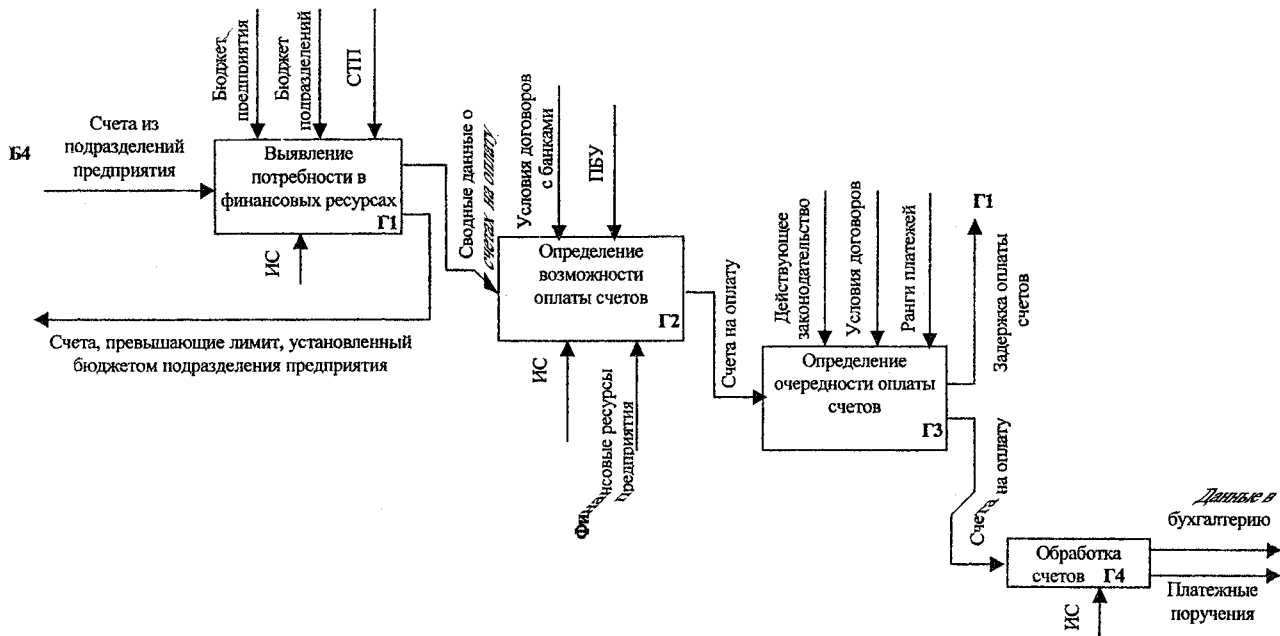 Бюджет
предприятия
Бюджет
подразделений
СТП
Б4
Счета из
подразделений
предприятия
Выявление
потребности в
финансовых ресурсах
Г1
ИС
Счета, превышающие лимит, установленный
бюджетом подразделения предприятия
Сводные данные о
счетах на оплату
Условия договоров
с банками
ПБУ
Определение
возможности
оплаты счетов
Г2
ИС
Финансовые ресурсы
предприятия
Счета на оплату
Действующее
законодательство
Условия договоров
Ранги платежей
Г1
Задержка оплаты
счетов
Определение
очередности оплаты
счетов
Г3
Счета на оплату
Обработка
счетов Г4
ИС
Данные в
бухгалтерию
Платежные
поручения